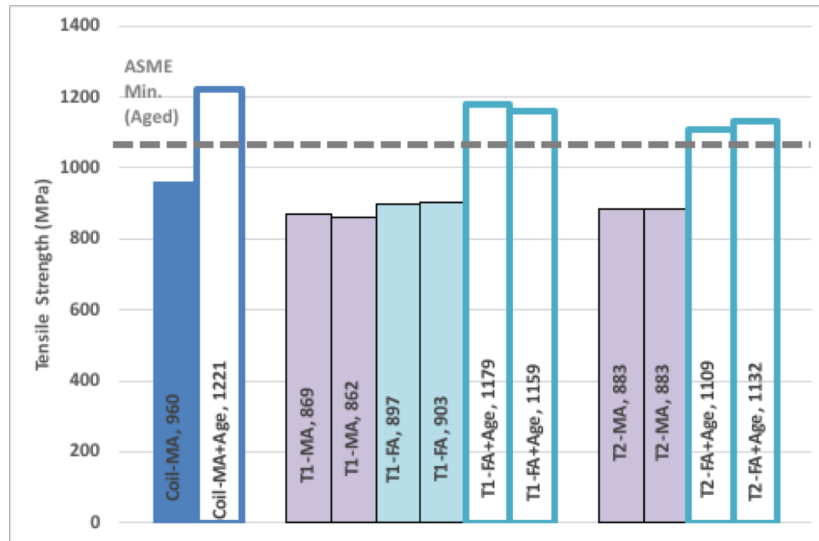 1400
1200
1000
800
600
400
200
0
Tensile Strength (MPa)
ASME
Min.
(Aged)
Coil-MA, 960
Coil-MA+Age, 1221
T1-MA, 869
T1-MA, 862
T1-FA, 897
T1-FA, 903
T1-FA+Age, 1179
T1-FA+Age, 1159
T2-MA, 883
T2-MA, 883
T2-FA+Age, 1109
T2-FA+Age, 1132